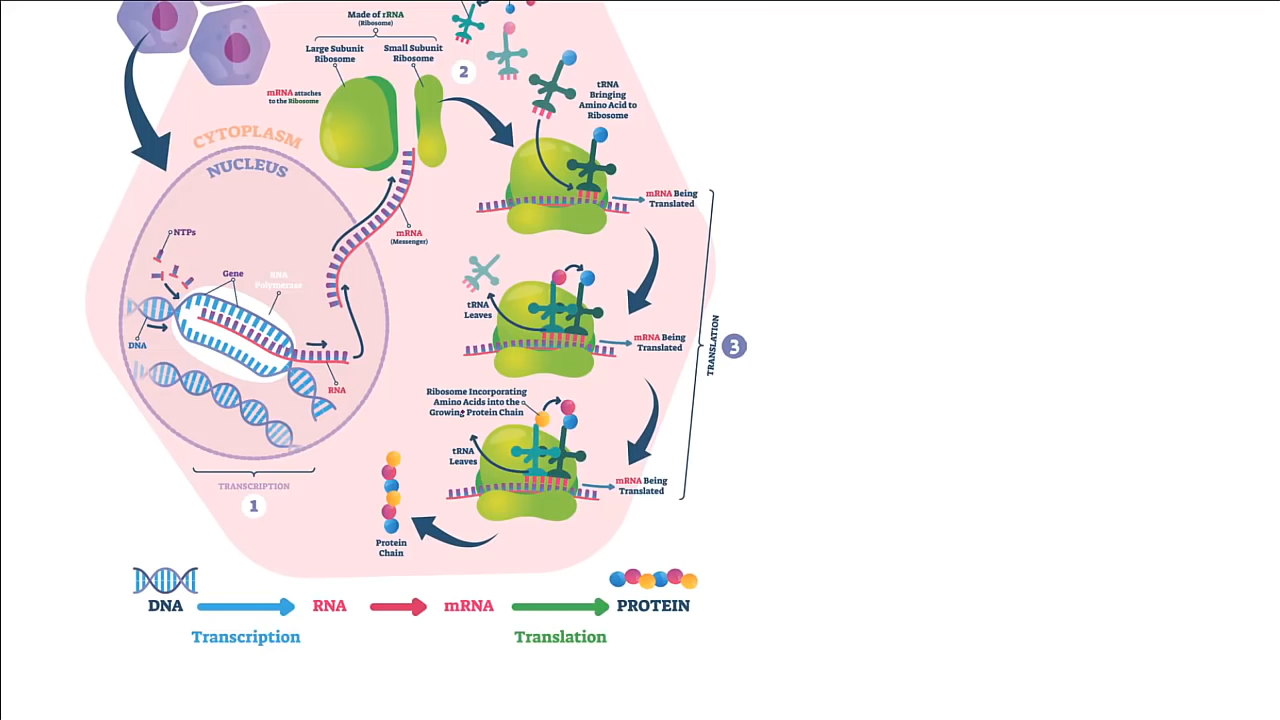 Made of rRNA
(Ribosome)
Large Subunit
Ribosome
Small Subunit
Ribosome
2
mRNA attaches
to the Ribosome
tRNA
Bringing
Amino Acid to
Ribosome
CYTOPLASM
NUCLEUS
mRNA Being
Translated
NTPs
mRNA
(Messenger)
Gene
RNA
Polymerase
tRNA
Leaves
DNA
mRNA Being
Translated
TRANSLATION
3
RNA
Ribosome Incorporating
Amino Acids into the
Growing Protein Chain
tRNA
Leaves
mRNA Being
Translated
TRANSCRIPTION
1
Protein
Chain
DNA
RNA
mRNA
PROTEIN
Transcription
Translation